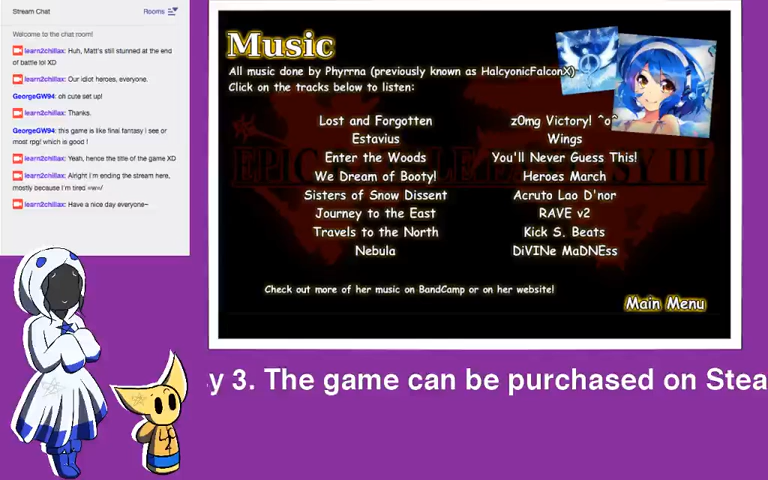 Stream Chat
Rooms
Welcome to the chat room!
learn2chillax: Huh, Matt's still stunned at the end
of battle lol XD
learn2chillax: Our idiot heroes, everyone.
GeorgeGW94: oh cute set up!
learn2chillax: Thanks.
GeorgeGW94: this game is like final fantasy i see or
most rpg! which is good !
learn2chillax: Yeah, hence the title of the game XD
learn2chillax: Alright I'm ending the stream here,
mostly because I'm tired =w=/
learn2chillax: Have a nice day everyone~
Music
All music done by Phyrrna (previously known as HalcyonicFalconX)
Click on the tracks below to listen:
Lost and Forgotten
Estavius
Enter the Woods
We Dream of Booty!
Sisters of Snow Dissent
Journey to the East
Travels to the North
Nebula
z0mg Victory! ^o^
Wings
You'll Never Guess This!
Heroes March
Acruto Lao D'nor
RAVE v2
Kick S. Beats
DiViNe MaDNEss
EPIC BATTLE FANTASY III
Check out more of her music on BandCamp or on her website!
Main Menu
y 3. The game can be purchased on Stea